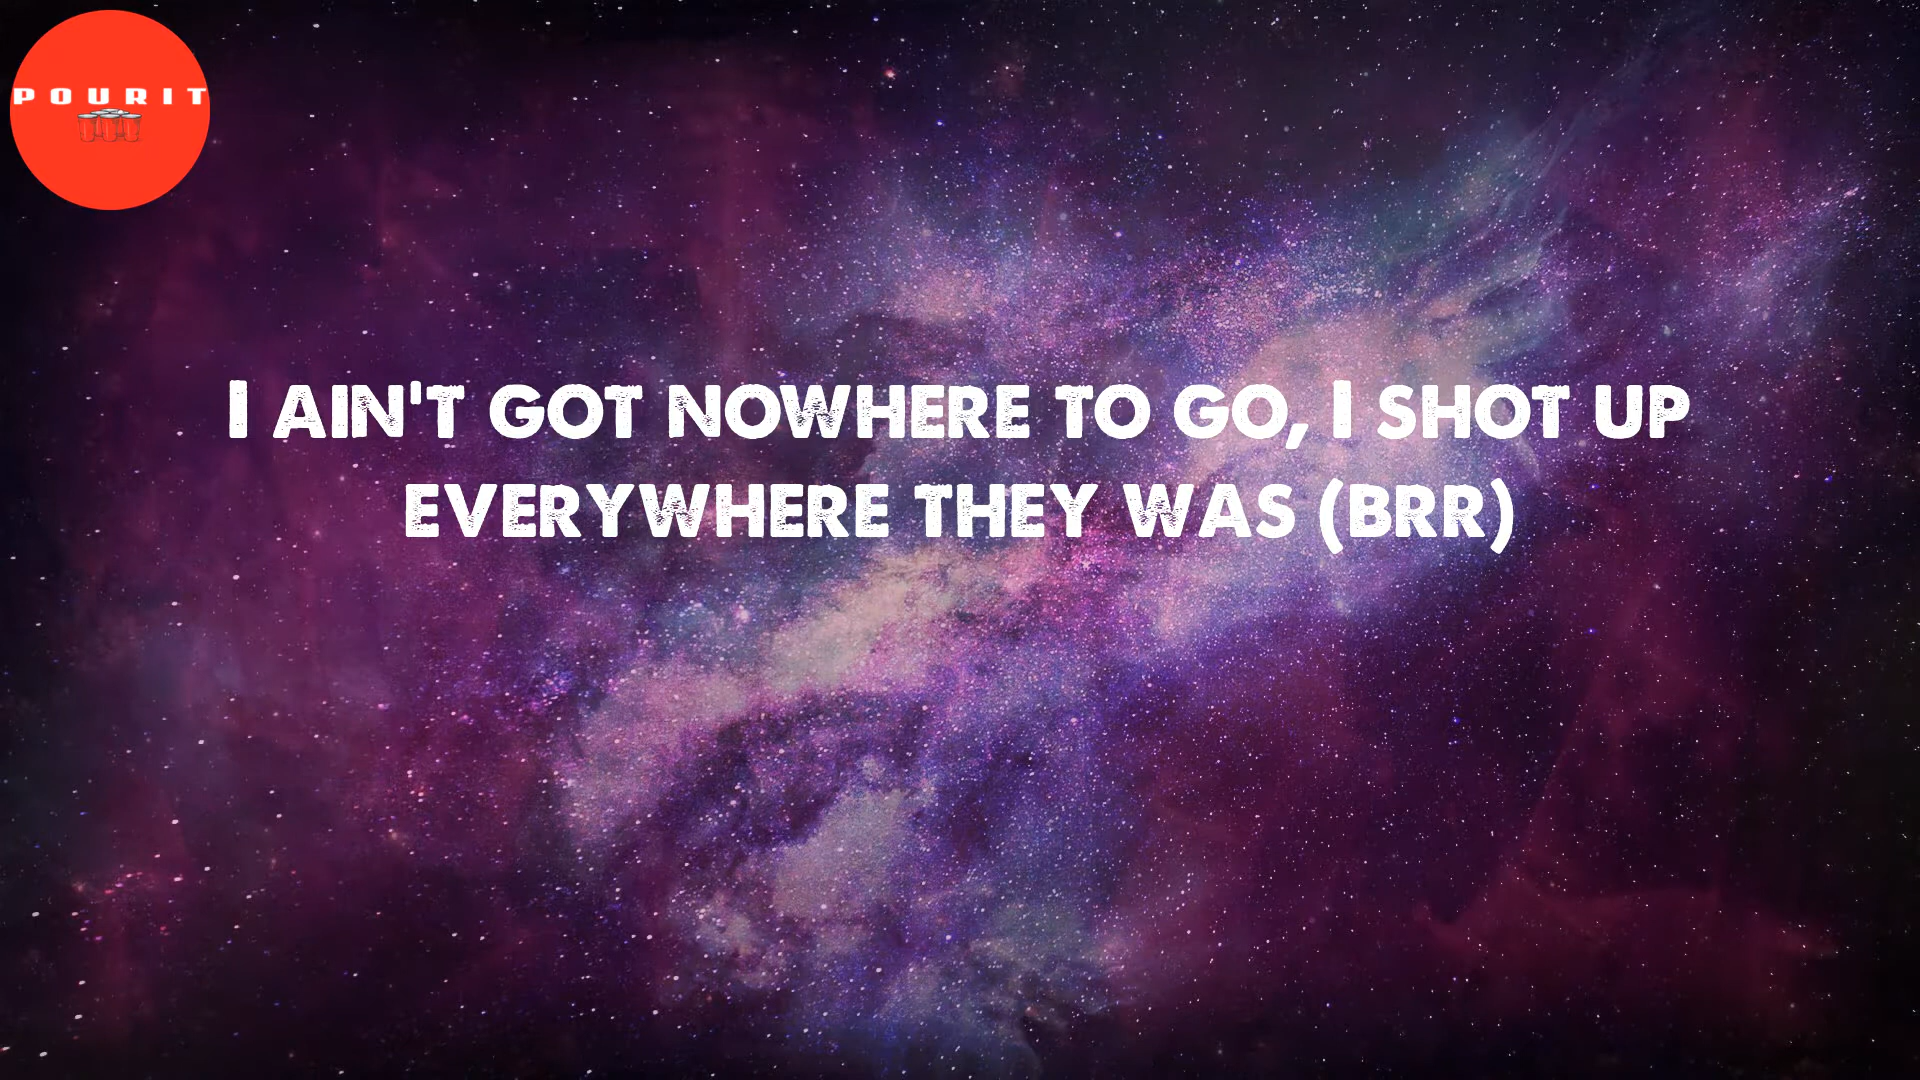 POURIT
I AIN'T GOT NOWHERE TO GO, I SHOT UP
EVERYWHERE THEY WAS (BRR)